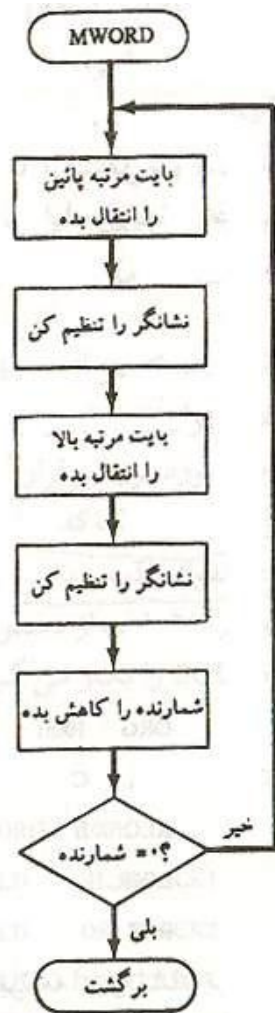 MWORD
بایت مرتبه پائین
را انتقال بده
نشانگر را تنظیم کن
بایت مرتبه بالا
را انتقال بده
نشانگر را تنظیم کن
شمارنده را کاهش بده
؟۰= شمارنده
خیر
بلی
برگشت